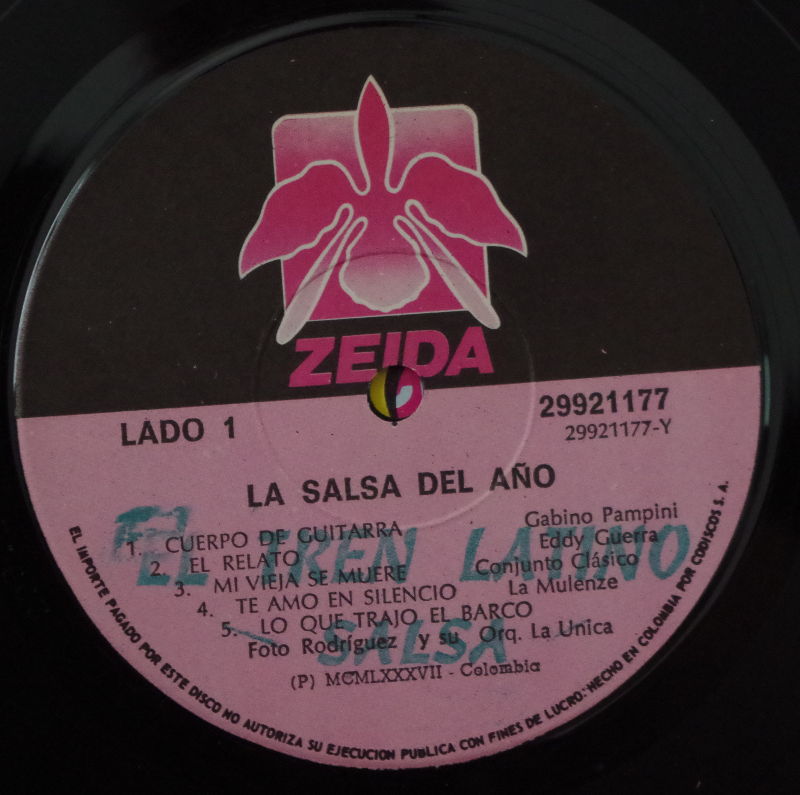 ZEIDA
LADO 1
29921177
29921177-Y
LA SALSA DEL AÑO
1. CUERPO DE GUITARRA Gabino Pampini
2. EL RELATO Eddy Guerra
3. MI VIEJA SE MUERE Conjunto Clásico
4. TE AMO EN SILENCIO La Mulenze
5. LO QUE TRAJO EL BARCO
Foto Rodríguez y su Orq. La Unica
(P) MCMLXXXVII - Colombia
EL IMPORTE PAGADO POR ESTE DISCO NO AUTORIZA SU EJECUCION PUBLICA CON FINES DE LUCRO. HECHO EN COLOMBIA POR CODISCOS S. A.
EL TREN LATINO
SALSA